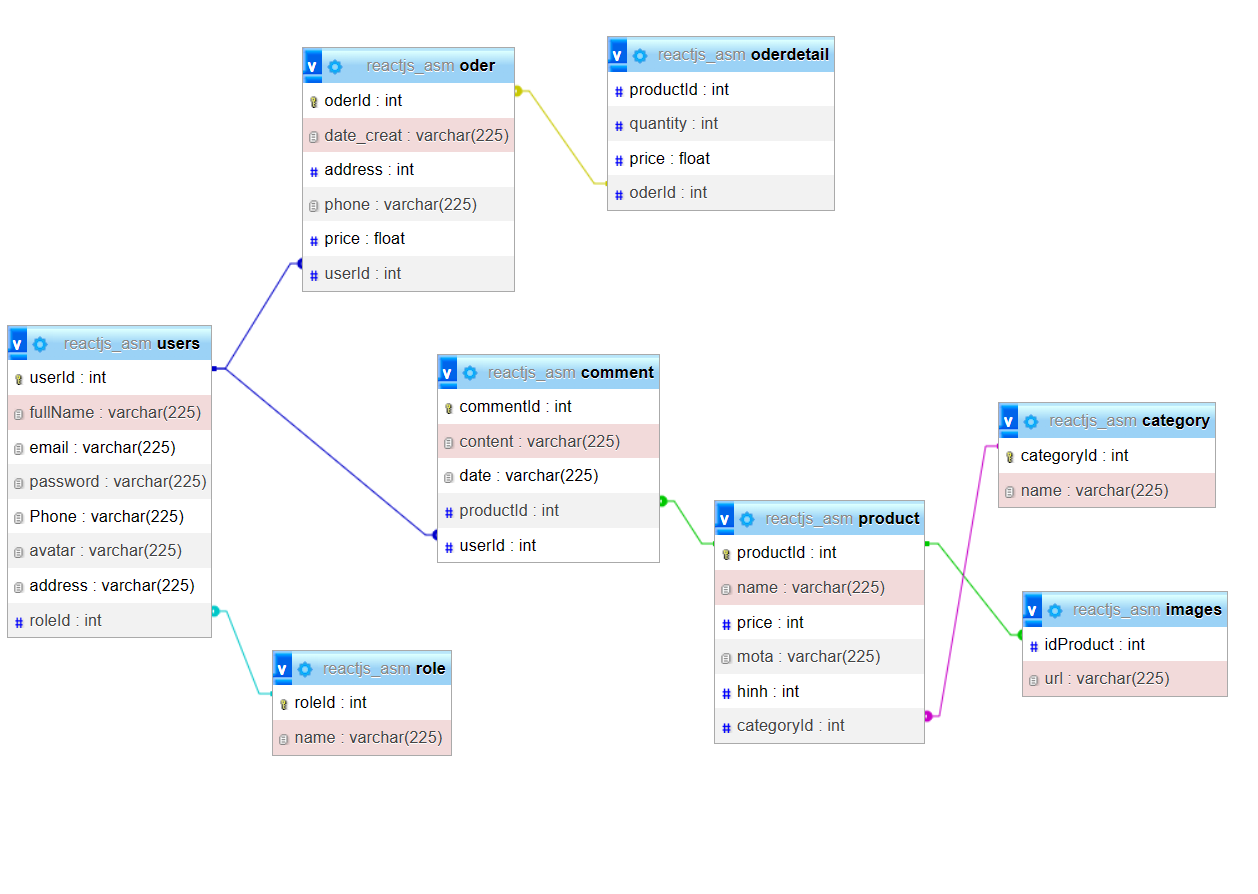 v reactjs_asm oder
oderId : int
date_creat : varchar(225)
# address : int
phone : varchar(225)
# price : float
# userId : int
v reactjs_asm oderdetail
# productId : int
# quantity : int
# price : float
# oderId : int
v reactjs_asm users
userId : int
fullName : varchar(225)
email : varchar(225)
password : varchar(225)
Phone : varchar(225)
avatar : varchar(225)
address : varchar(225)
# roleId : int
v reactjs_asm comment
commentId : int
content : varchar(225)
date : varchar(225)
# productId : int
# userId : int
v reactjs_asm category
categoryId : int
name : varchar(225)
v reactjs_asm product
productId : int
name : varchar(225)
# price : int
mota : varchar(225)
# hinh : int
# categoryId : int
v reactjs_asm images
# idProduct : int
url : varchar(225)
v reactjs_asm role
roleId : int
name : varchar(225)